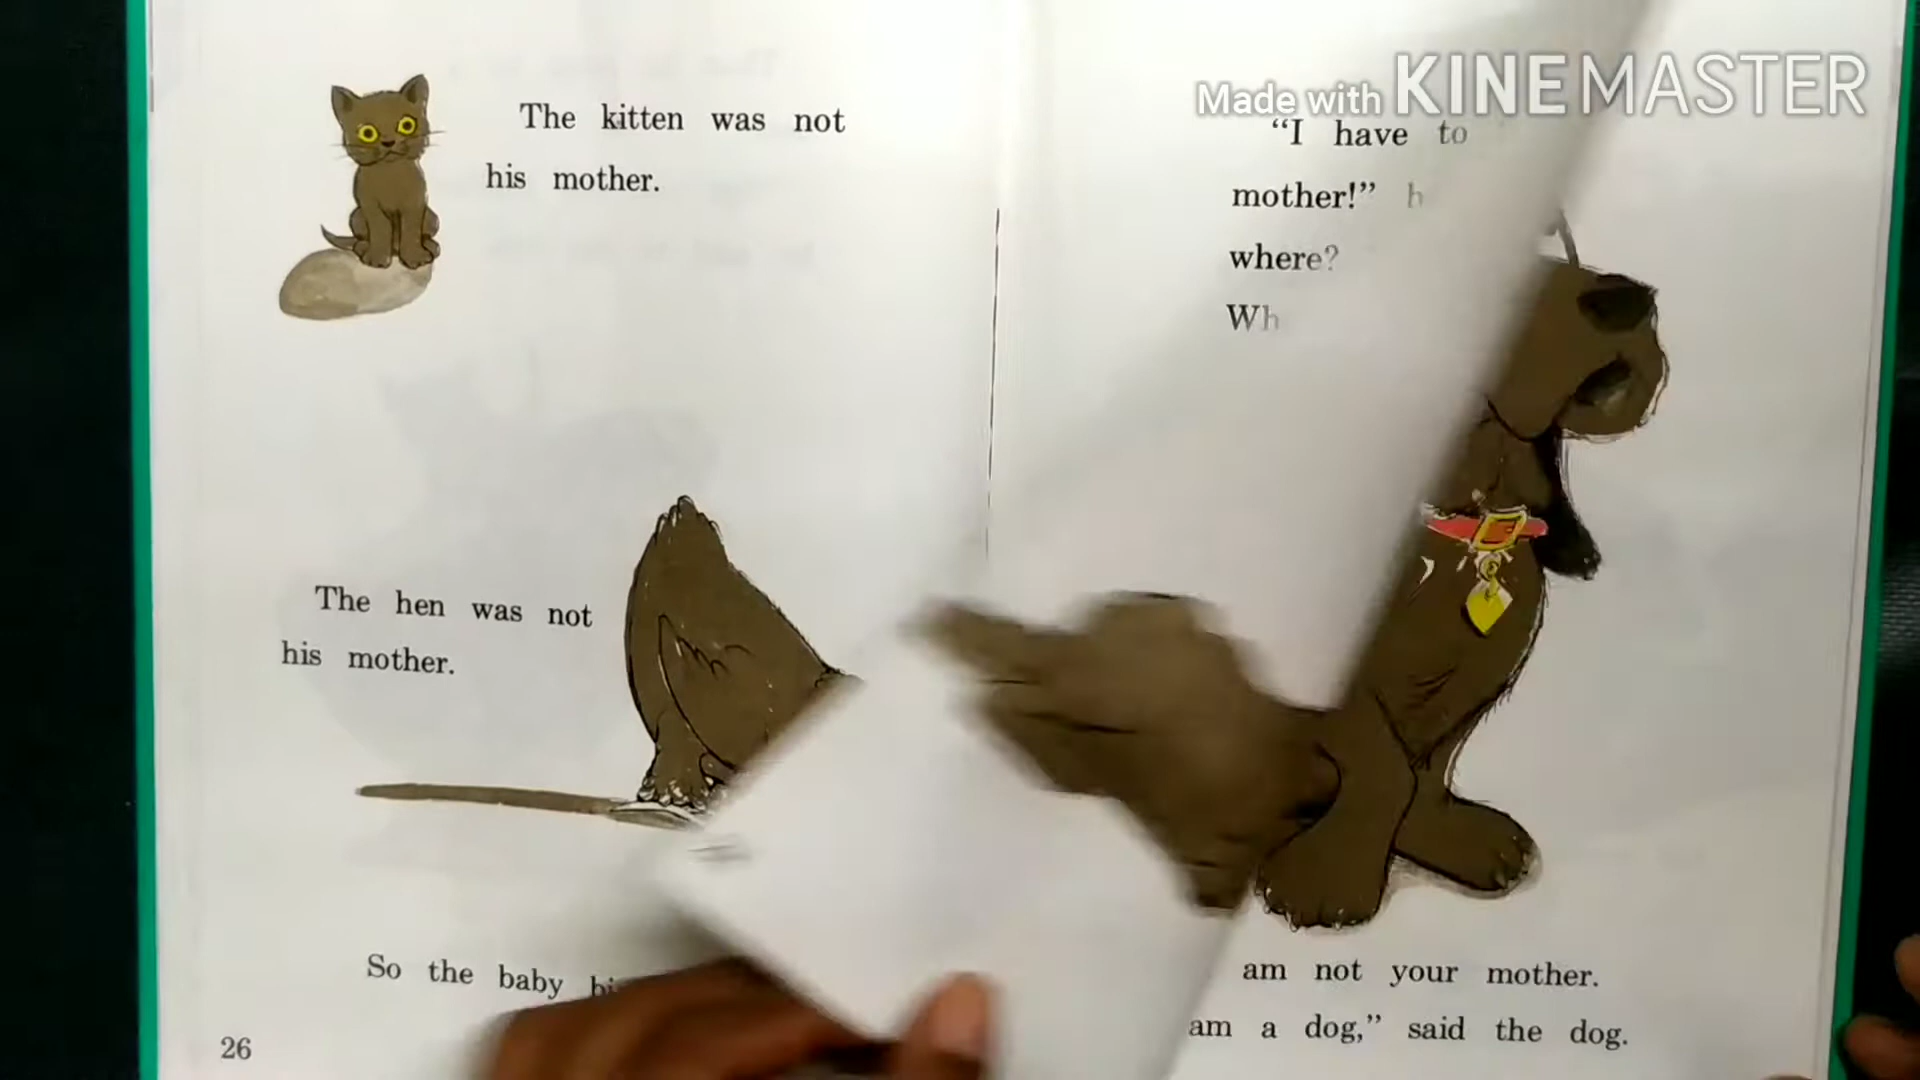 The kitten was not
his mother.
The hen was not
his mother.
So the baby
26
Made with KINEMASTER
“I have to
mother!”
where?
am not your mother.
am a dog,” said the dog.